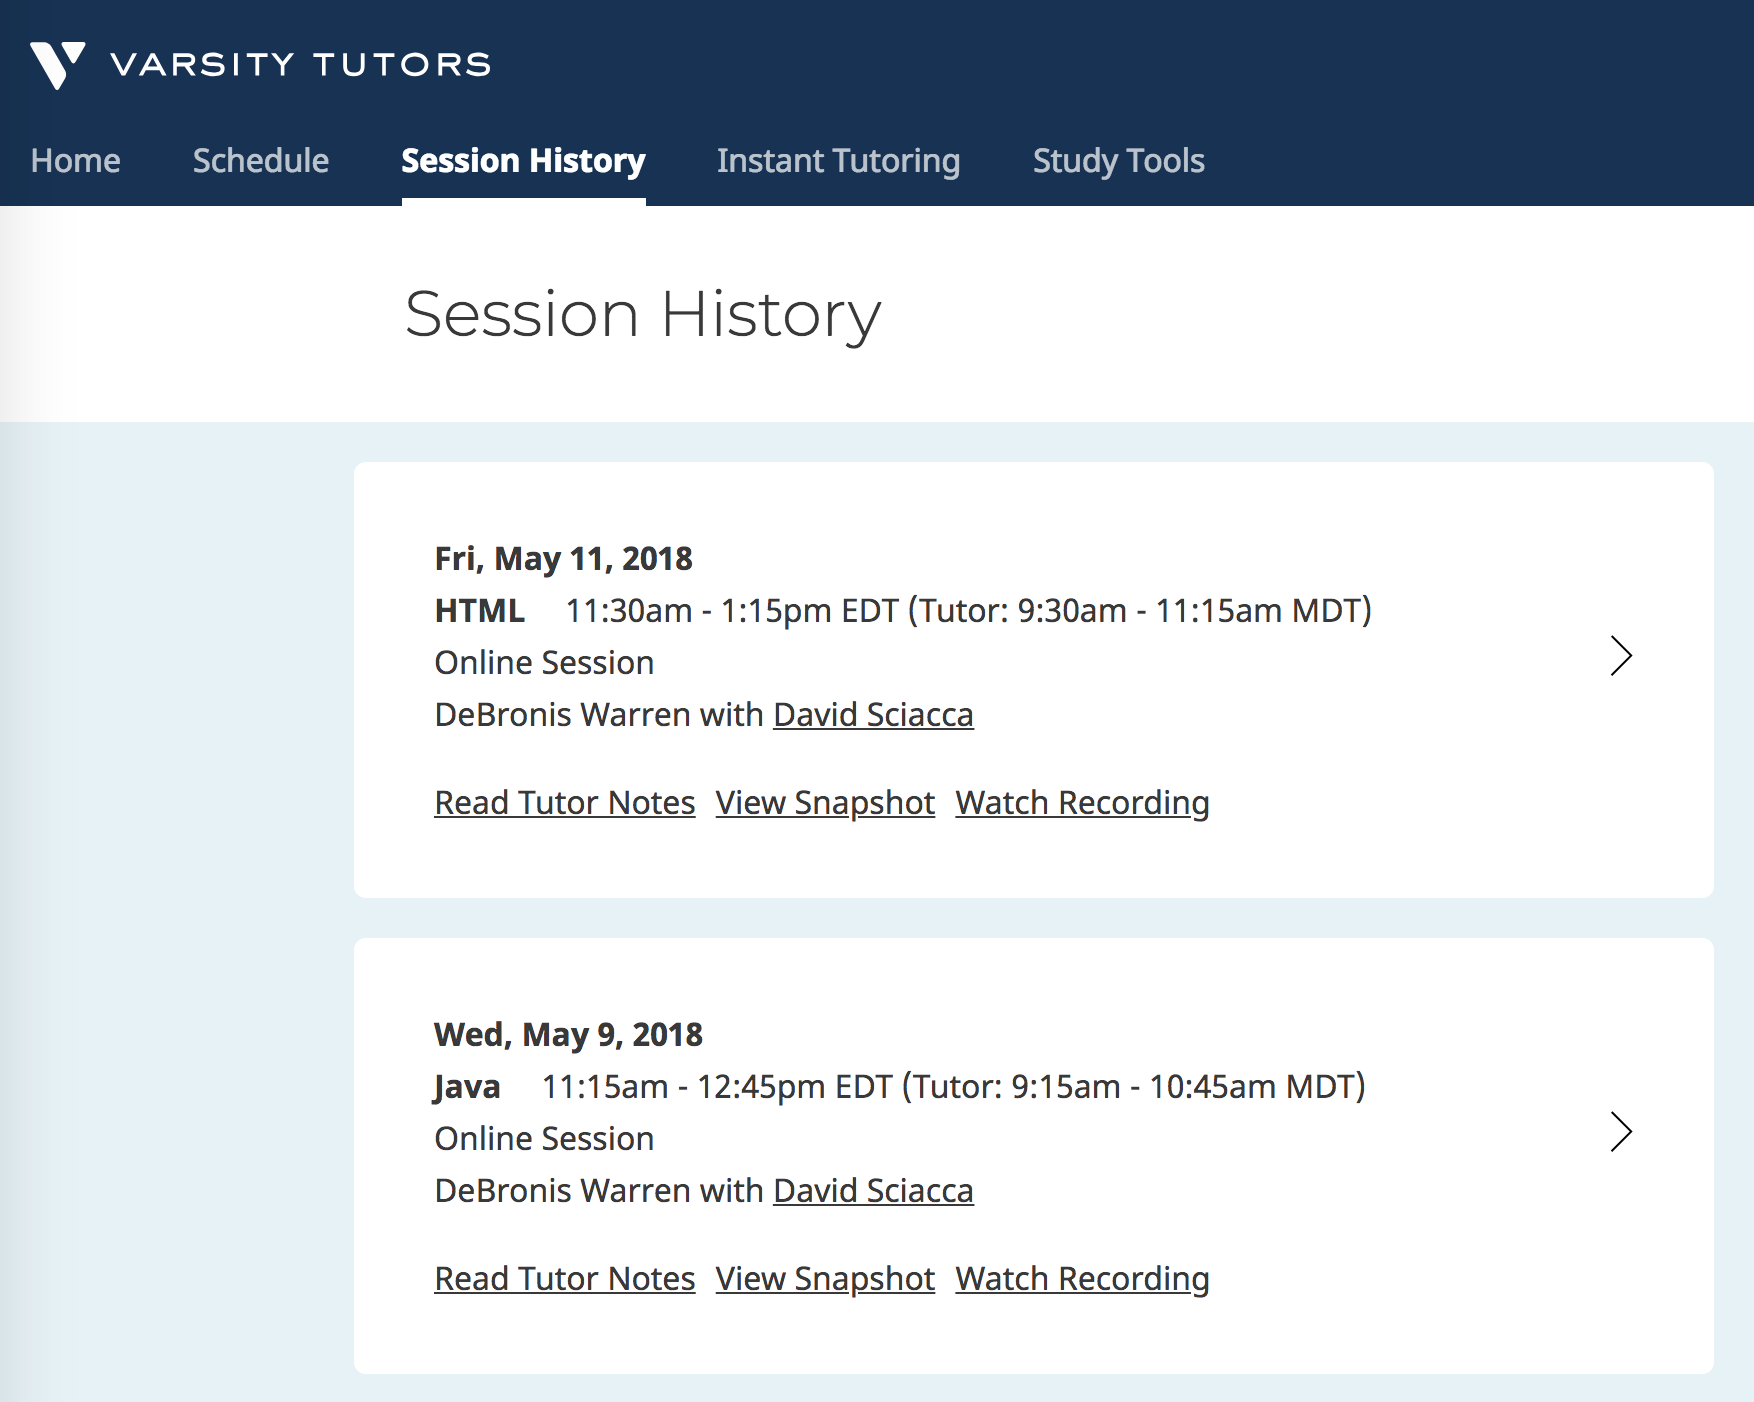 VARSITY TUTORS
Home Schedule Session History Instant Tutoring Study Tools
Session History
Fri, May 11, 2018
HTML 11:30am - 1:15pm EDT (Tutor: 9:30am - 11:15am MDT)
Online Session
DeBronis Warren with David Sciacca
Read Tutor Notes View Snapshot Watch Recording
Wed, May 9, 2018
Java 11:15am - 12:45pm EDT (Tutor: 9:15am - 10:45am MDT)
Online Session
DeBronis Warren with David Sciacca
Read Tutor Notes View Snapshot Watch Recording